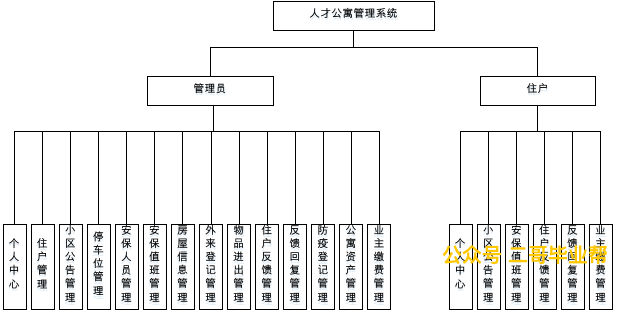 人才公寓管理系统
管理员
住户
个人中心
住户管理
小区公告管理
停车位管理
安保人员管理
安保值班管理
房屋信息管理
外来登记管理
物品进出管理
住户反馈管理
反馈回复管理
防疫登记管理
公寓资产管理
业主缴费管理
个人中心
小区公告管理
安保值班管理
住户反馈管理
反馈回复管理
业主缴费管理
公众号 二哥毕业帮